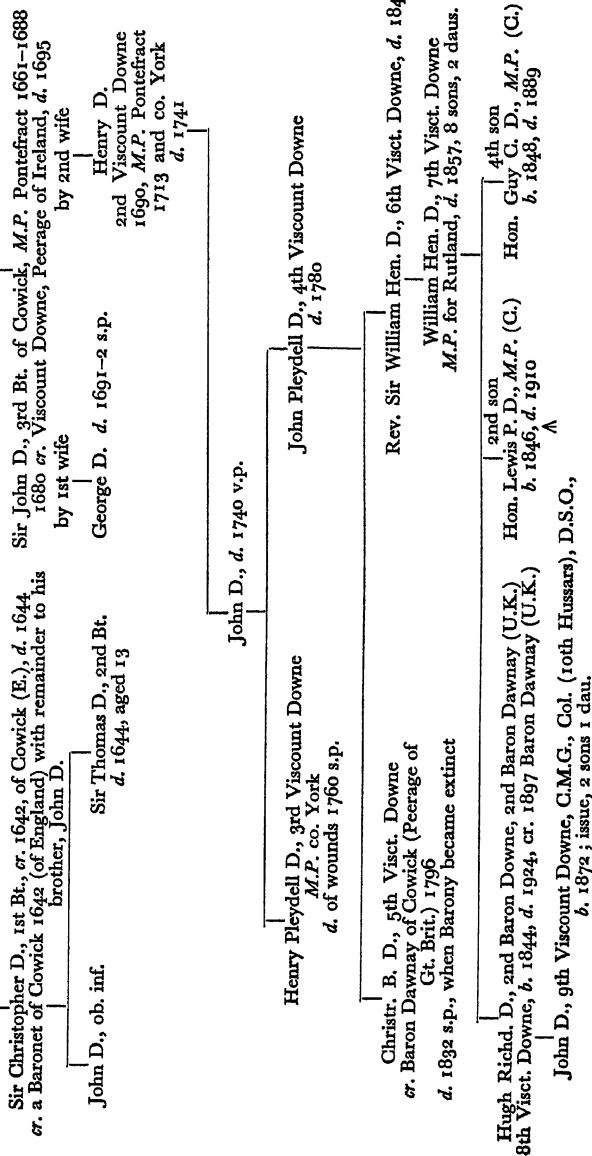 Sir Christopher D., 1st Bt., cr. 1642, of Cowick (E.), d. 1644
cr. a Baronet of Cowick 1642 (of England) with remainder to his
brother, John D.
Sir John D., 3rd Bt. of Cowick, M.P. Pontefract 1661–1688
1680 cr. Viscount Downe, Peerage of Ireland, d. 1695
by 1st wife
by 2nd wife
John D., ob. inf.
Sir Thomas D., 2nd Bt.
d. 1644, aged 13
George D. d. 1691–2 s.p.
Henry D.
2nd Viscount Downe
1690, M.P. Pontefract
1713 and co. York
d. 1741
John D., d. 1740 v.p.
Henry Pleydell D., 3rd Viscount Downe
M.P. co. York
d. of wounds 1760 s.p.
John Pleydell D., 4th Viscount Downe
d. 1780
Christr. B. D., 5th Visct. Downe
cr. Baron Dawnay of Cowick (Peerage of
Gt. Brit.) 1796
d. 1832 s.p., when Barony became extinct
Rev. Sir William Hen. D., 6th Visct. Downe, d.
William Hen. D., 7th Visct. Downe
M.P. for Rutland, d. 1857, 8 sons, 2 daus.
Hugh Richd. D., 2nd Baron Downe, 2nd Baron Dawnay (U.K.)
8th Visct. Downe, b. 1844, d. 1924, cr. 1897 Baron Dawnay (U.K.)
2nd son
Hon. Lewis P. D., M.P. (C.)
b. 1846, d. 1910
4th son
Hon. Guy C. D., M.P. (C.)
b. 1848, d. 1889
John D., 9th Viscount Downe, C.M.G., Col. (10th Hussars), D.S.O.,
b. 1872; issue, 2 sons 1 dau.